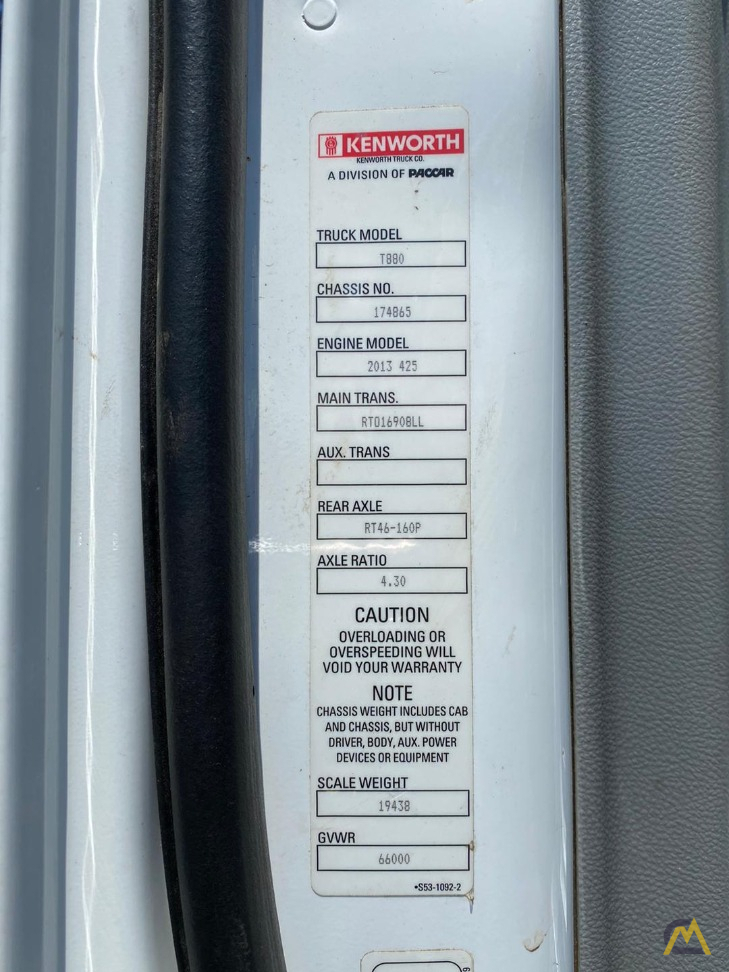 KENWORTH
KENWORTH TRUCK CO.
A DIVISION OF PACCAR
TRUCK MODEL
T880
CHASSIS NO.
174865
ENGINE MODEL
2013 425
MAIN TRANS.
RTO16908LL
AUX. TRANS
REAR AXLE
RT46-160P
AXLE RATIO
4.30
CAUTION
OVERLOADING OR
OVERSPEEDING WILL
VOID YOUR WARRANTY
NOTE
CHASSIS WEIGHT INCLUDES CAB
AND CHASSIS, BUT WITHOUT
DRIVER, BODY, AUX. POWER
DEVICES OR EQUIPMENT
SCALE WEIGHT
19438
GVWR
66000
•S53-1092-2